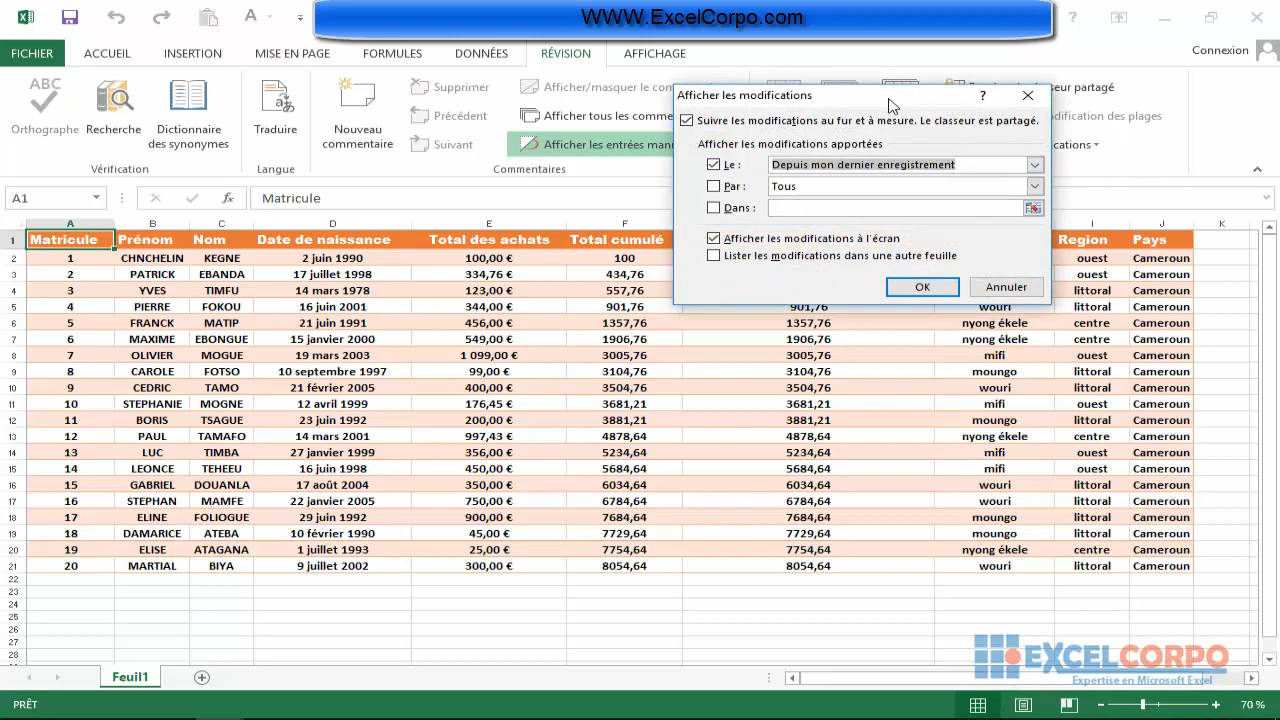 WWW.ExcelCorpo.com
FICHIER ACCUEIL INSERTION MISE EN PAGE FORMULES DONNÉES RÉVISION AFFICHAGE Connexion
ABC
Orthographe
Recherche
Dictionnaire des synonymes
Vérification
Traduire
Nouveau commentaire
Supprimer
Précédent
Suivant
Afficher/masquer le com
Afficher tous les comme
Afficher les entrées man
Commentaires
eur partagé
ation des plages
ations
Afficher les modifications
Suivre les modifications au fur et à mesure. Le classeur est partagé.
Afficher les modifications apportées
Le : Depuis mon dernier enregistrement
Par : Tous
Dans :
Afficher les modifications à l'écran
Lister les modifications dans une autre feuille
OK Annuler
A1 fx Matricule
A B C D E F I J K
1 Matricule Prénom Nom Date de naissance Total des achats Total cumulé Region Pays
2 1 CHNCHELIN KEGNE 2 juin 1990 100,00 € 100 ouest Cameroun
3 2 PATRICK EBANDA 17 juillet 1998 334,76 € 434,76 ouest Cameroun
4 3 YVES TIMFU 14 mars 1978 123,00 € 557,76 littoral Cameroun
5 4 PIERRE FOKOU 16 juin 2001 344,00 € 901,76 901,76 wouri littoral Cameroun
6 5 FRANCK MATIP 21 juin 1991 456,00 € 1357,76 1357,76 nyong ékele centre Cameroun
7 6 MAXIME EBONGUE 15 janvier 2000 549,00 € 1906,76 1906,76 nyong ékele centre Cameroun
8 7 OLIVIER MOGUE 19 mars 2003 1 099,00 € 3005,76 3005,76 mifi ouest Cameroun
9 8 CAROLE FOTSO 10 septembre 1997 99,00 € 3104,76 3104,76 moungo littoral Cameroun
10 9 CEDRIC TAMO 21 février 2005 400,00 € 3504,76 3504,76 wouri littoral Cameroun
11 10 STEPHANIE MOGNE 12 avril 1999 176,45 € 3681,21 3681,21 mifi ouest Cameroun
12 11 BORIS TSAGUE 23 juin 1992 200,00 € 3881,21 3881,21 moungo littoral Cameroun
13 12 PAUL TAMAFO 14 mars 2001 997,43 € 4878,64 4878,64 nyong ékele centre Cameroun
14 13 LUC TIMBA 27 janvier 1999 356,00 € 5234,64 5234,64 mifi ouest Cameroun
15 14 LEONCE TEHEEU 16 juin 1998 450,00 € 5684,64 5684,64 mifi ouest Cameroun
16 15 GABRIEL DOUANLA 17 août 2004 350,00 € 6034,64 6034,64 wouri littoral Cameroun
17 16 STEPHAN MAMFE 22 janvier 2005 750,00 € 6784,64 6784,64 wouri littoral Cameroun
18 17 ELINE FOLIOGUE 29 juin 1992 900,00 € 7684,64 7684,64 moungo littoral Cameroun
19 18 DAMARICE ATEBA 10 février 1990 45,00 € 7729,64 7729,64 moungo littoral Cameroun
20 19 ELISE ATAGANA 1 juillet 1993 25,00 € 7754,64 7754,64 nyong ékele centre Cameroun
21 20 MARTIAL BIYA 9 juillet 2002 300,00 € 8054,64 8054,64 wouri littoral Cameroun
22
23
24
25
26
27
EXCELCORPO
Expertise en Microsoft Excel
Feuil1
PRÊT 70 %